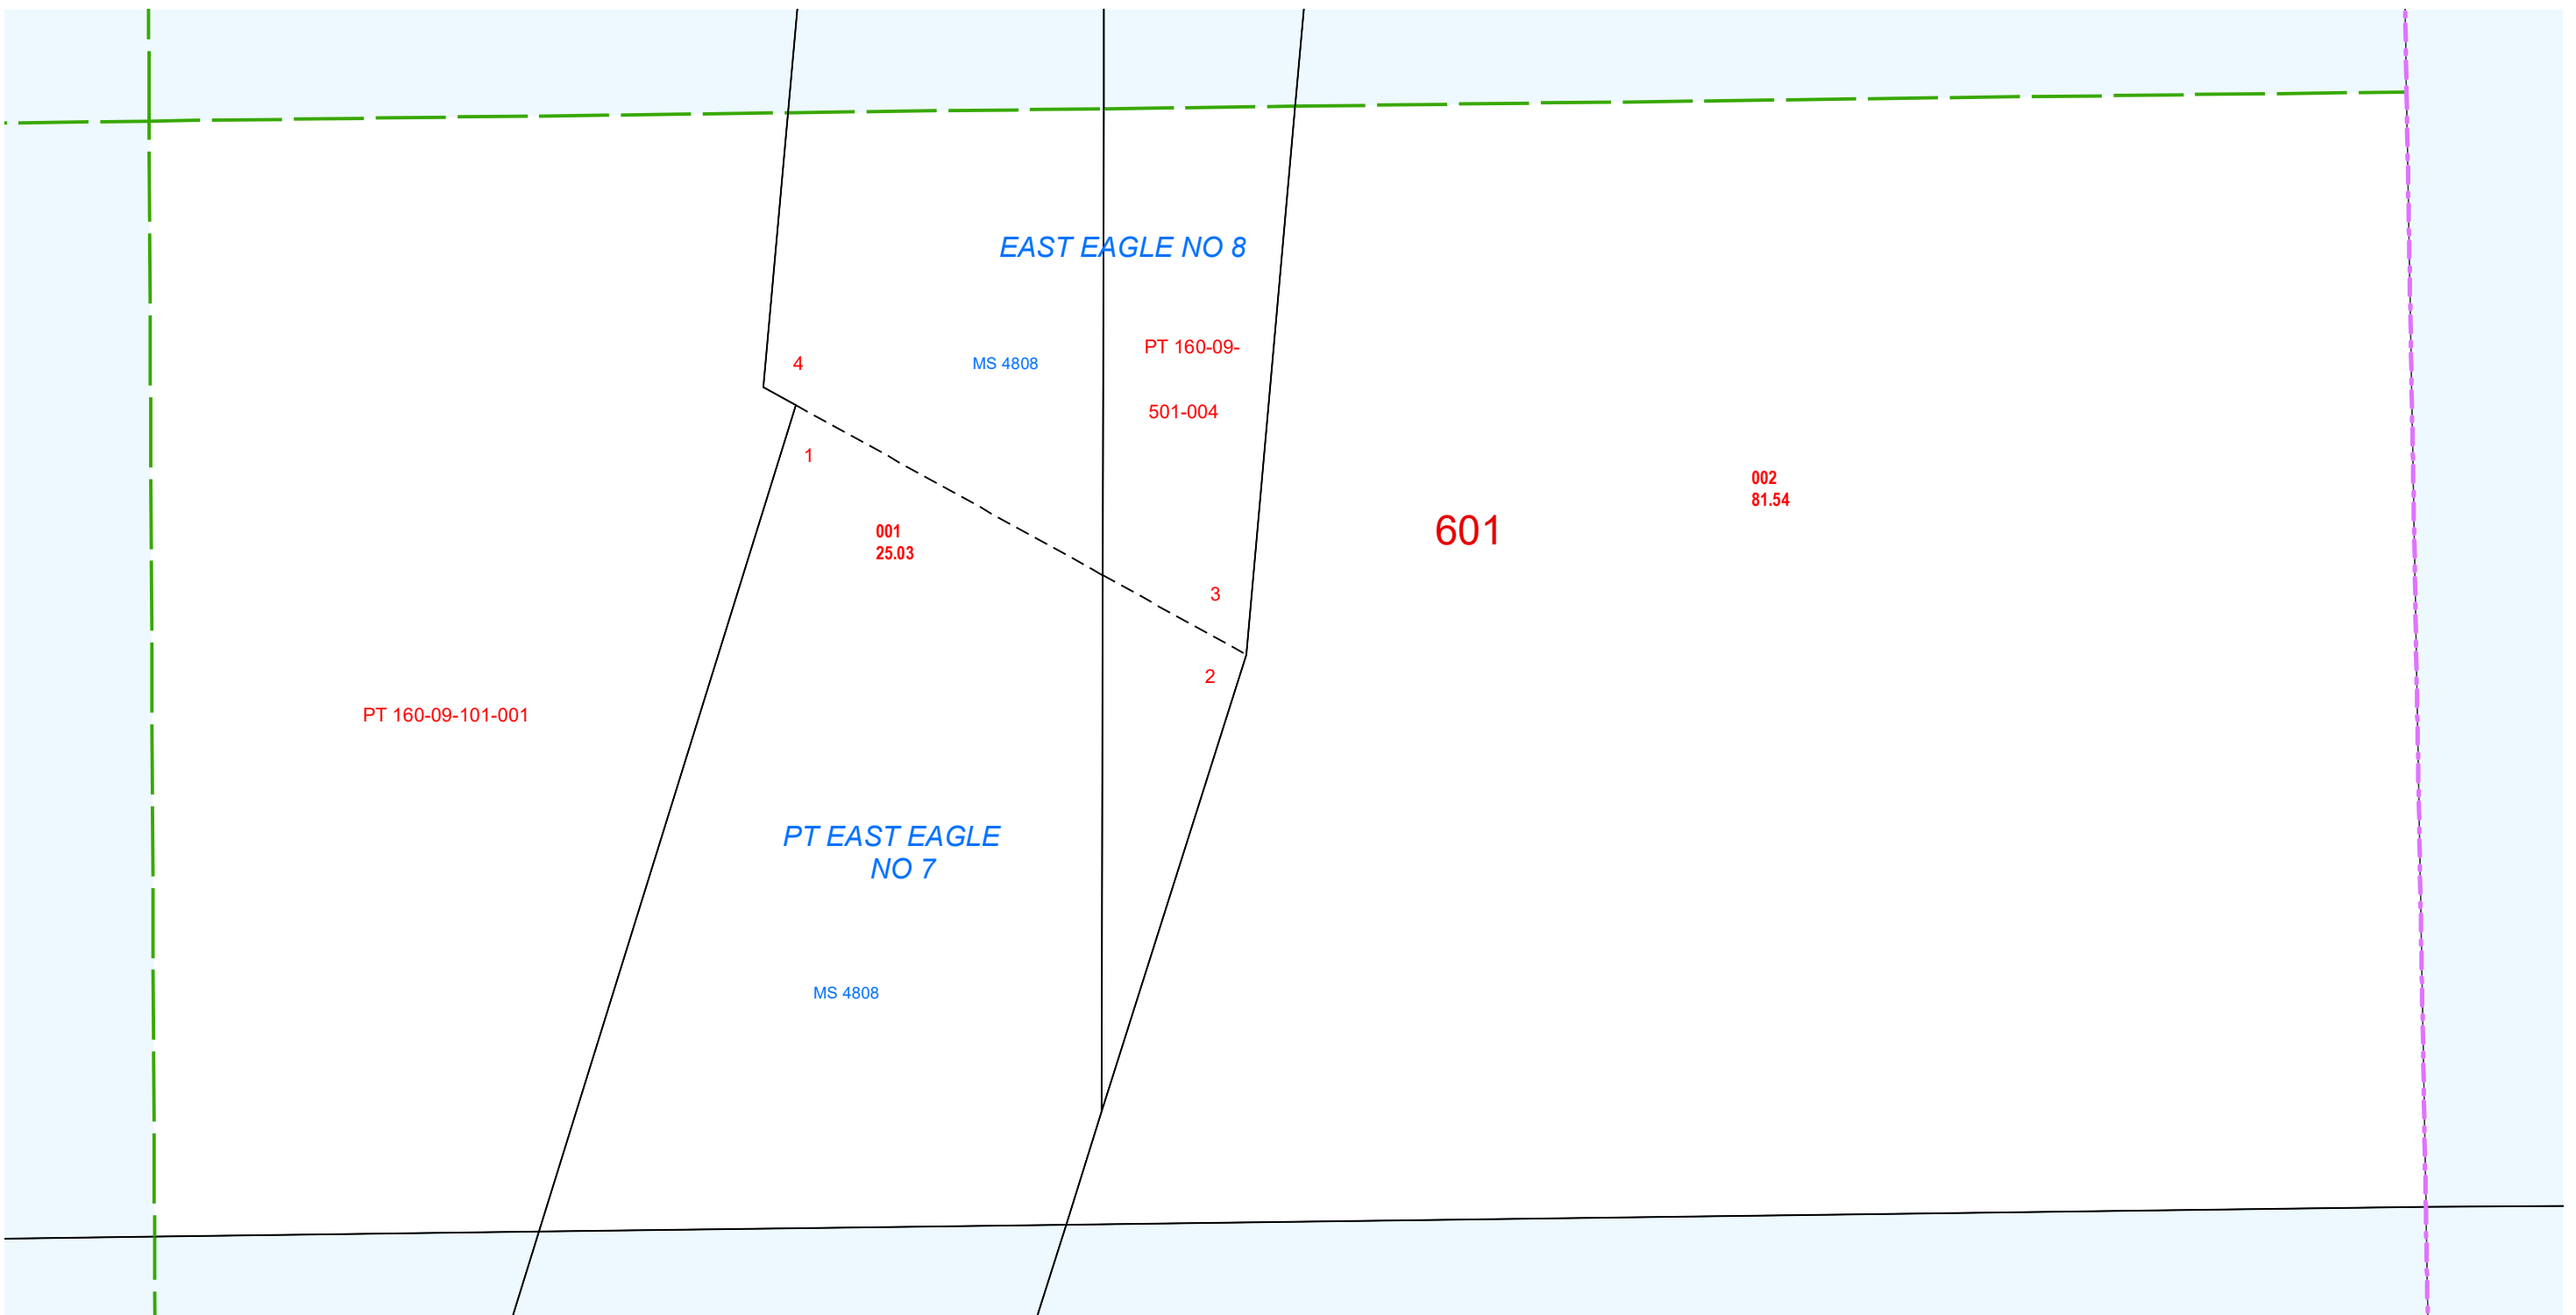 EAST EAGLE NO 8
PT 160-09-
4
MS 4808
501-004
1
002
81.54
601
001
25.03
3
2
PT 160-09-101-001
PT EAST EAGLE
NO 7
MS 4808